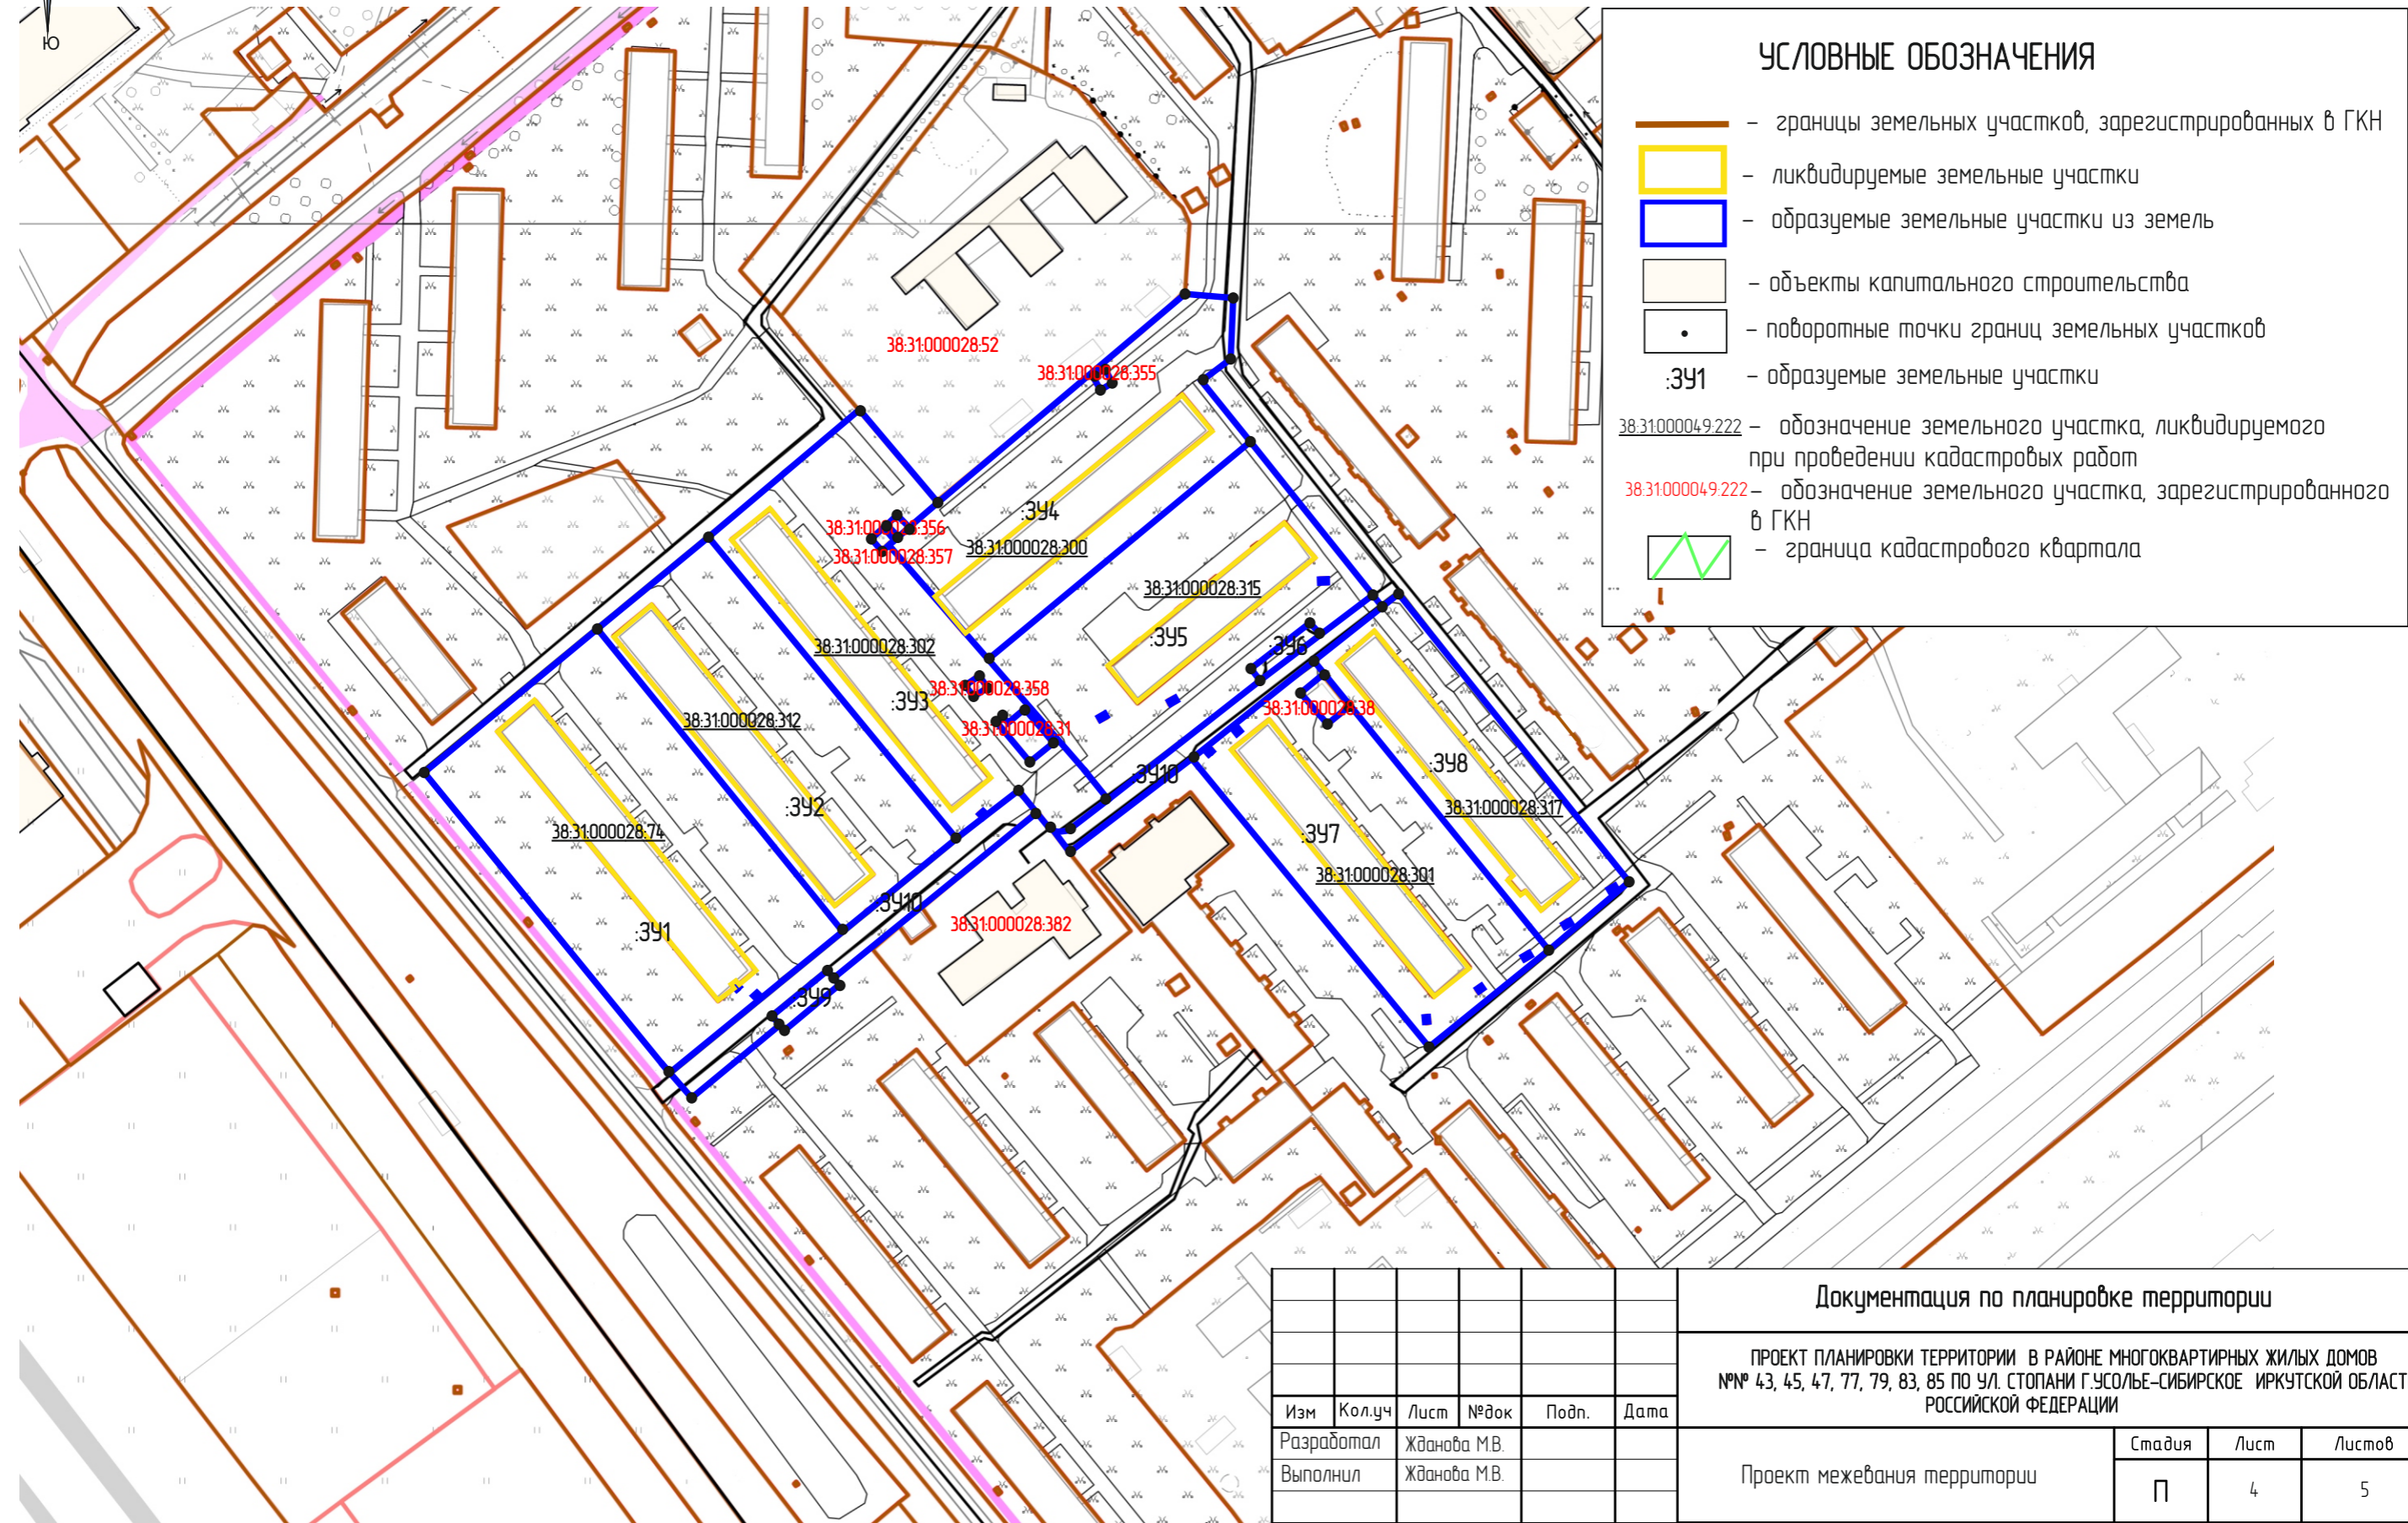 Ю
УСЛОВНЫЕ ОБОЗНАЧЕНИЯ
– границы земельных участков, зарегистрированных в ГКН
– ликвидируемые земельные участки
– образуемые земельные участки из земель
– объекты капитального строительства
– поворотные точки границ земельных участков
:ЗУ1 – образуемые земельные участки
38:31:000049:222 – обозначение земельного участка, ликвидируемого
при проведении кадастровых работ
38:31:000049:222 – обозначение земельного участка, зарегистрированного
в ГКН
– граница кадастрового квартала
38:31:000028:52
38:31:000028:355
:ЗУ4
38:31:000028:356
38:31:000028:300
38:31:000028:357
38:31:000028:315
:ЗУ5
:ЗУ6
38:31:000028:302
38:31:000028:358
:ЗУ3
38:31:000028:38
38:31:000028:312
38:31:000028:31
:ЗУ8
:ЗУ10
:ЗУ2
38:31:000028:317
38:31:000028:74
:ЗУ7
38:31:000028:301
:ЗУ10
38:31:000028:382
:ЗУ1
:ЗУ9
Документация по планировке территории
ПРОЕКТ ПЛАНИРОВКИ ТЕРРИТОРИИ В РАЙОНЕ МНОГОКВАРТИРНЫХ ЖИЛЫХ ДОМОВ
№№ 43, 45, 47, 77, 79, 83, 85 ПО УЛ. СТОПАНИ Г.УСОЛЬЕ-СИБИРСКОЕ ИРКУТСКОЙ ОБЛАСТ
РОССИЙСКОЙ ФЕДЕРАЦИИ
Изм Кол.уч Лист №док Подп. Дата
Разработал Жданова М.В.
Выполнил Жданова М.В.
Проект межевания территории
Стадия Лист Листов
П 4 5